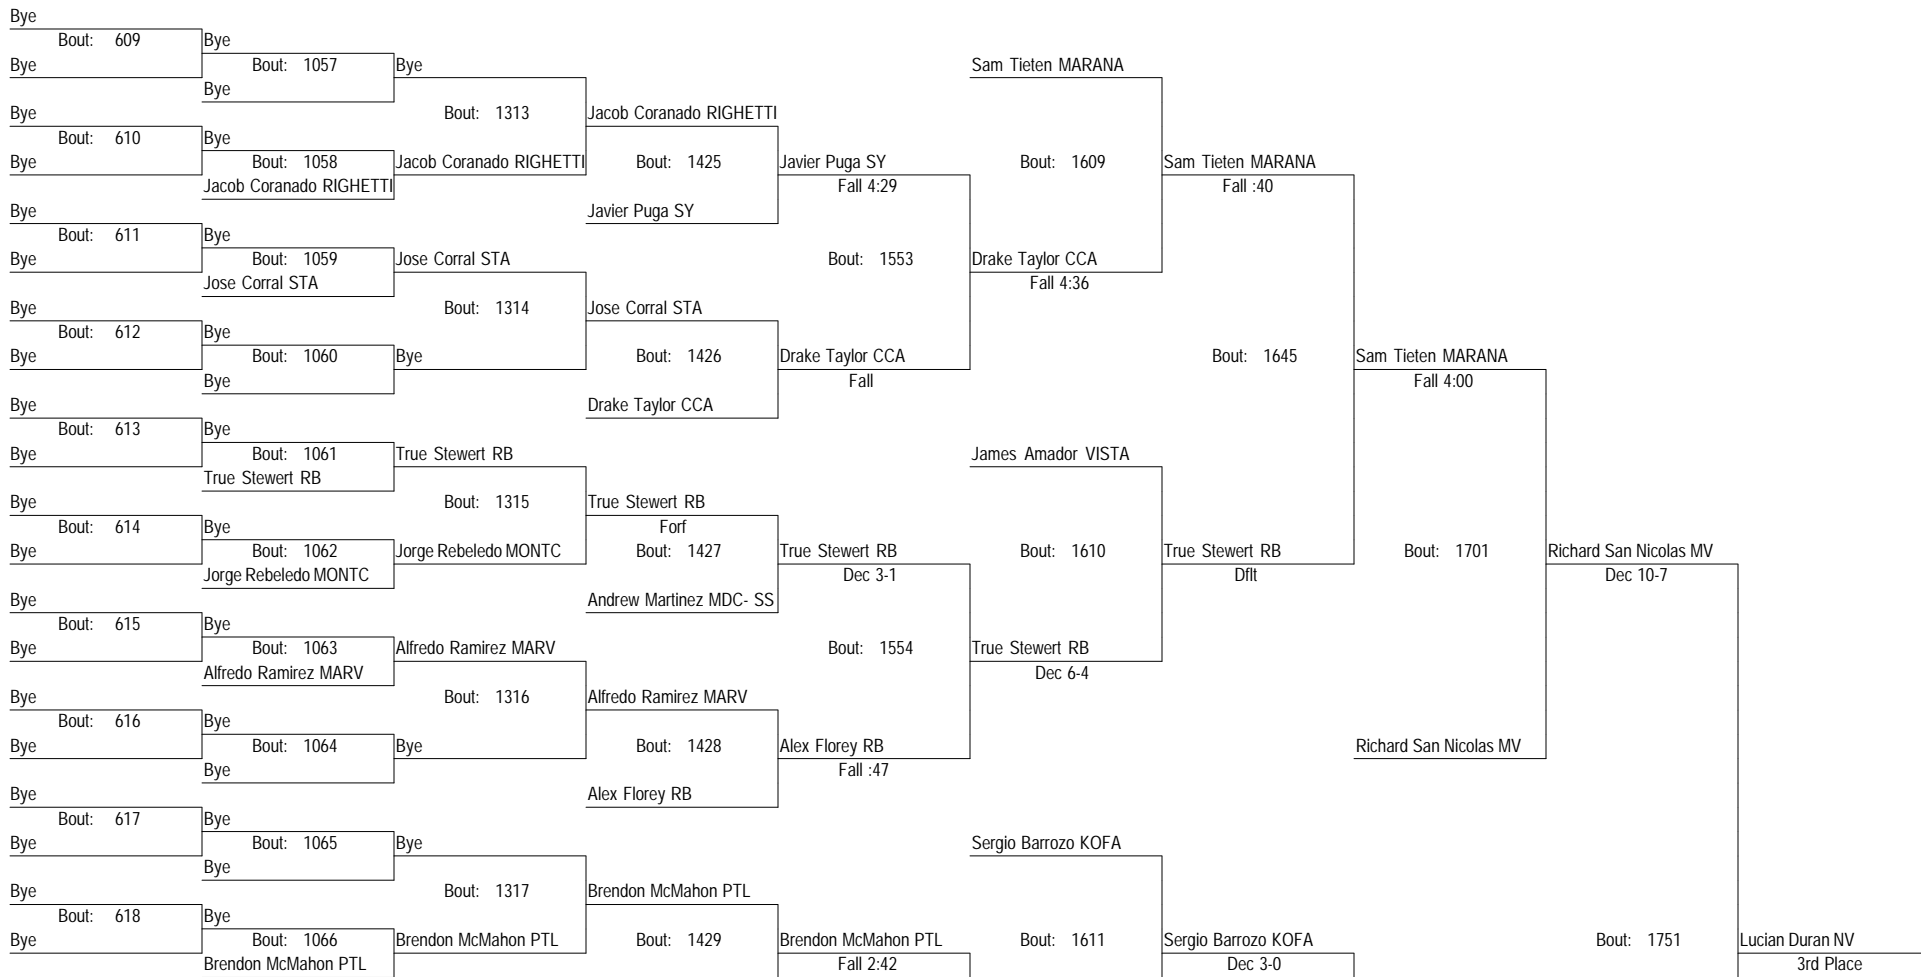 Bye
Bout: 609 Bye
Bye Bout: 1057 Bye Sam Tieten MARANA
Bye
Bye Bout: 1313 Jacob Coranado RIGHETTI
Bout: 610 Bye
Bye Bout: 1058 Jacob Coranado RIGHETTI Bout: 1425 Javier Puga SY Bout: 1609 Sam Tieten MARANA
Jacob Coranado RIGHETTI Fall 4:29 Fall :40
Bye Javier Puga SY
Bout: 611 Bye
Bye Bout: 1059 Jose Corral STA Bout: 1553 Drake Taylor CCA
Jose Corral STA Fall 4:36
Bye Bout: 1314 Jose Corral STA
Bout: 612 Bye
Bye Bout: 1060 Bye Bout: 1426 Drake Taylor CCA Bout: 1645 Sam Tieten MARANA
Bye Fall Fall 4:00
Bye Drake Taylor CCA
Bout: 613 Bye
Bye Bout: 1061 True Stewert RB James Amador VISTA
True Stewert RB
Bye Bout: 1315 True Stewert RB
Bout: 614 Bye Forf
Bye Bout: 1062 Jorge Rebeledo MONTC Bout: 1427 True Stewert RB Bout: 1610 True Stewert RB Bout: 1701 Richard San Nicolas MV
Jorge Rebeledo MONTC Dec 3-1 Dflt Dec 10-7
Bye Andrew Martinez MDC- SS
Bout: 615 Bye
Bye Bout: 1063 Alfredo Ramirez MARV Bout: 1554 True Stewert RB
Alfredo Ramirez MARV Dec 6-4
Bye Bout: 1316 Alfredo Ramirez MARV
Bout: 616 Bye
Bye Bout: 1064 Bye Bout: 1428 Alex Florey RB Richard San Nicolas MV
Bye Fall :47
Bye Alex Florey RB
Bout: 617 Bye
Bye Bout: 1065 Bye Sergio Barrozo KOFA
Bye
Bye Bout: 1317 Brendon McMahon PTL
Bout: 618 Bye
Bye Bout: 1066 Brendon McMahon PTL Bout: 1429 Brendon McMahon PTL Bout: 1611 Sergio Barrozo KOFA Bout: 1751 Lucian Duran NV
Brendon McMahon PTL Fall 2:42 Dec 3-0 3rd Place